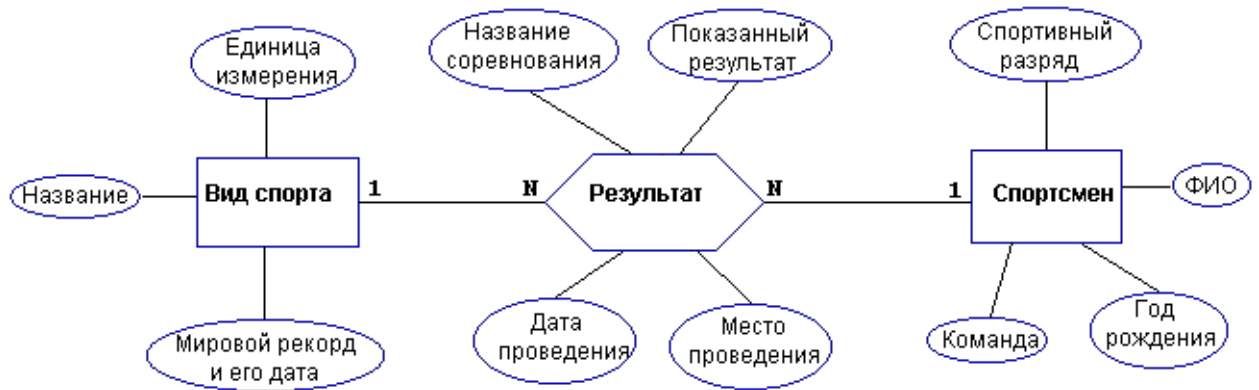 Единица
измерения
Название
соревнования
Показанный
результат
Спортивный
разряд
Название
Вид спорта
1
N
Результат
N
1
Спортсмен
ФИО
Мировой рекорд
и его дата
Дата
проведения
Место
проведения
Команда
Год
рождения